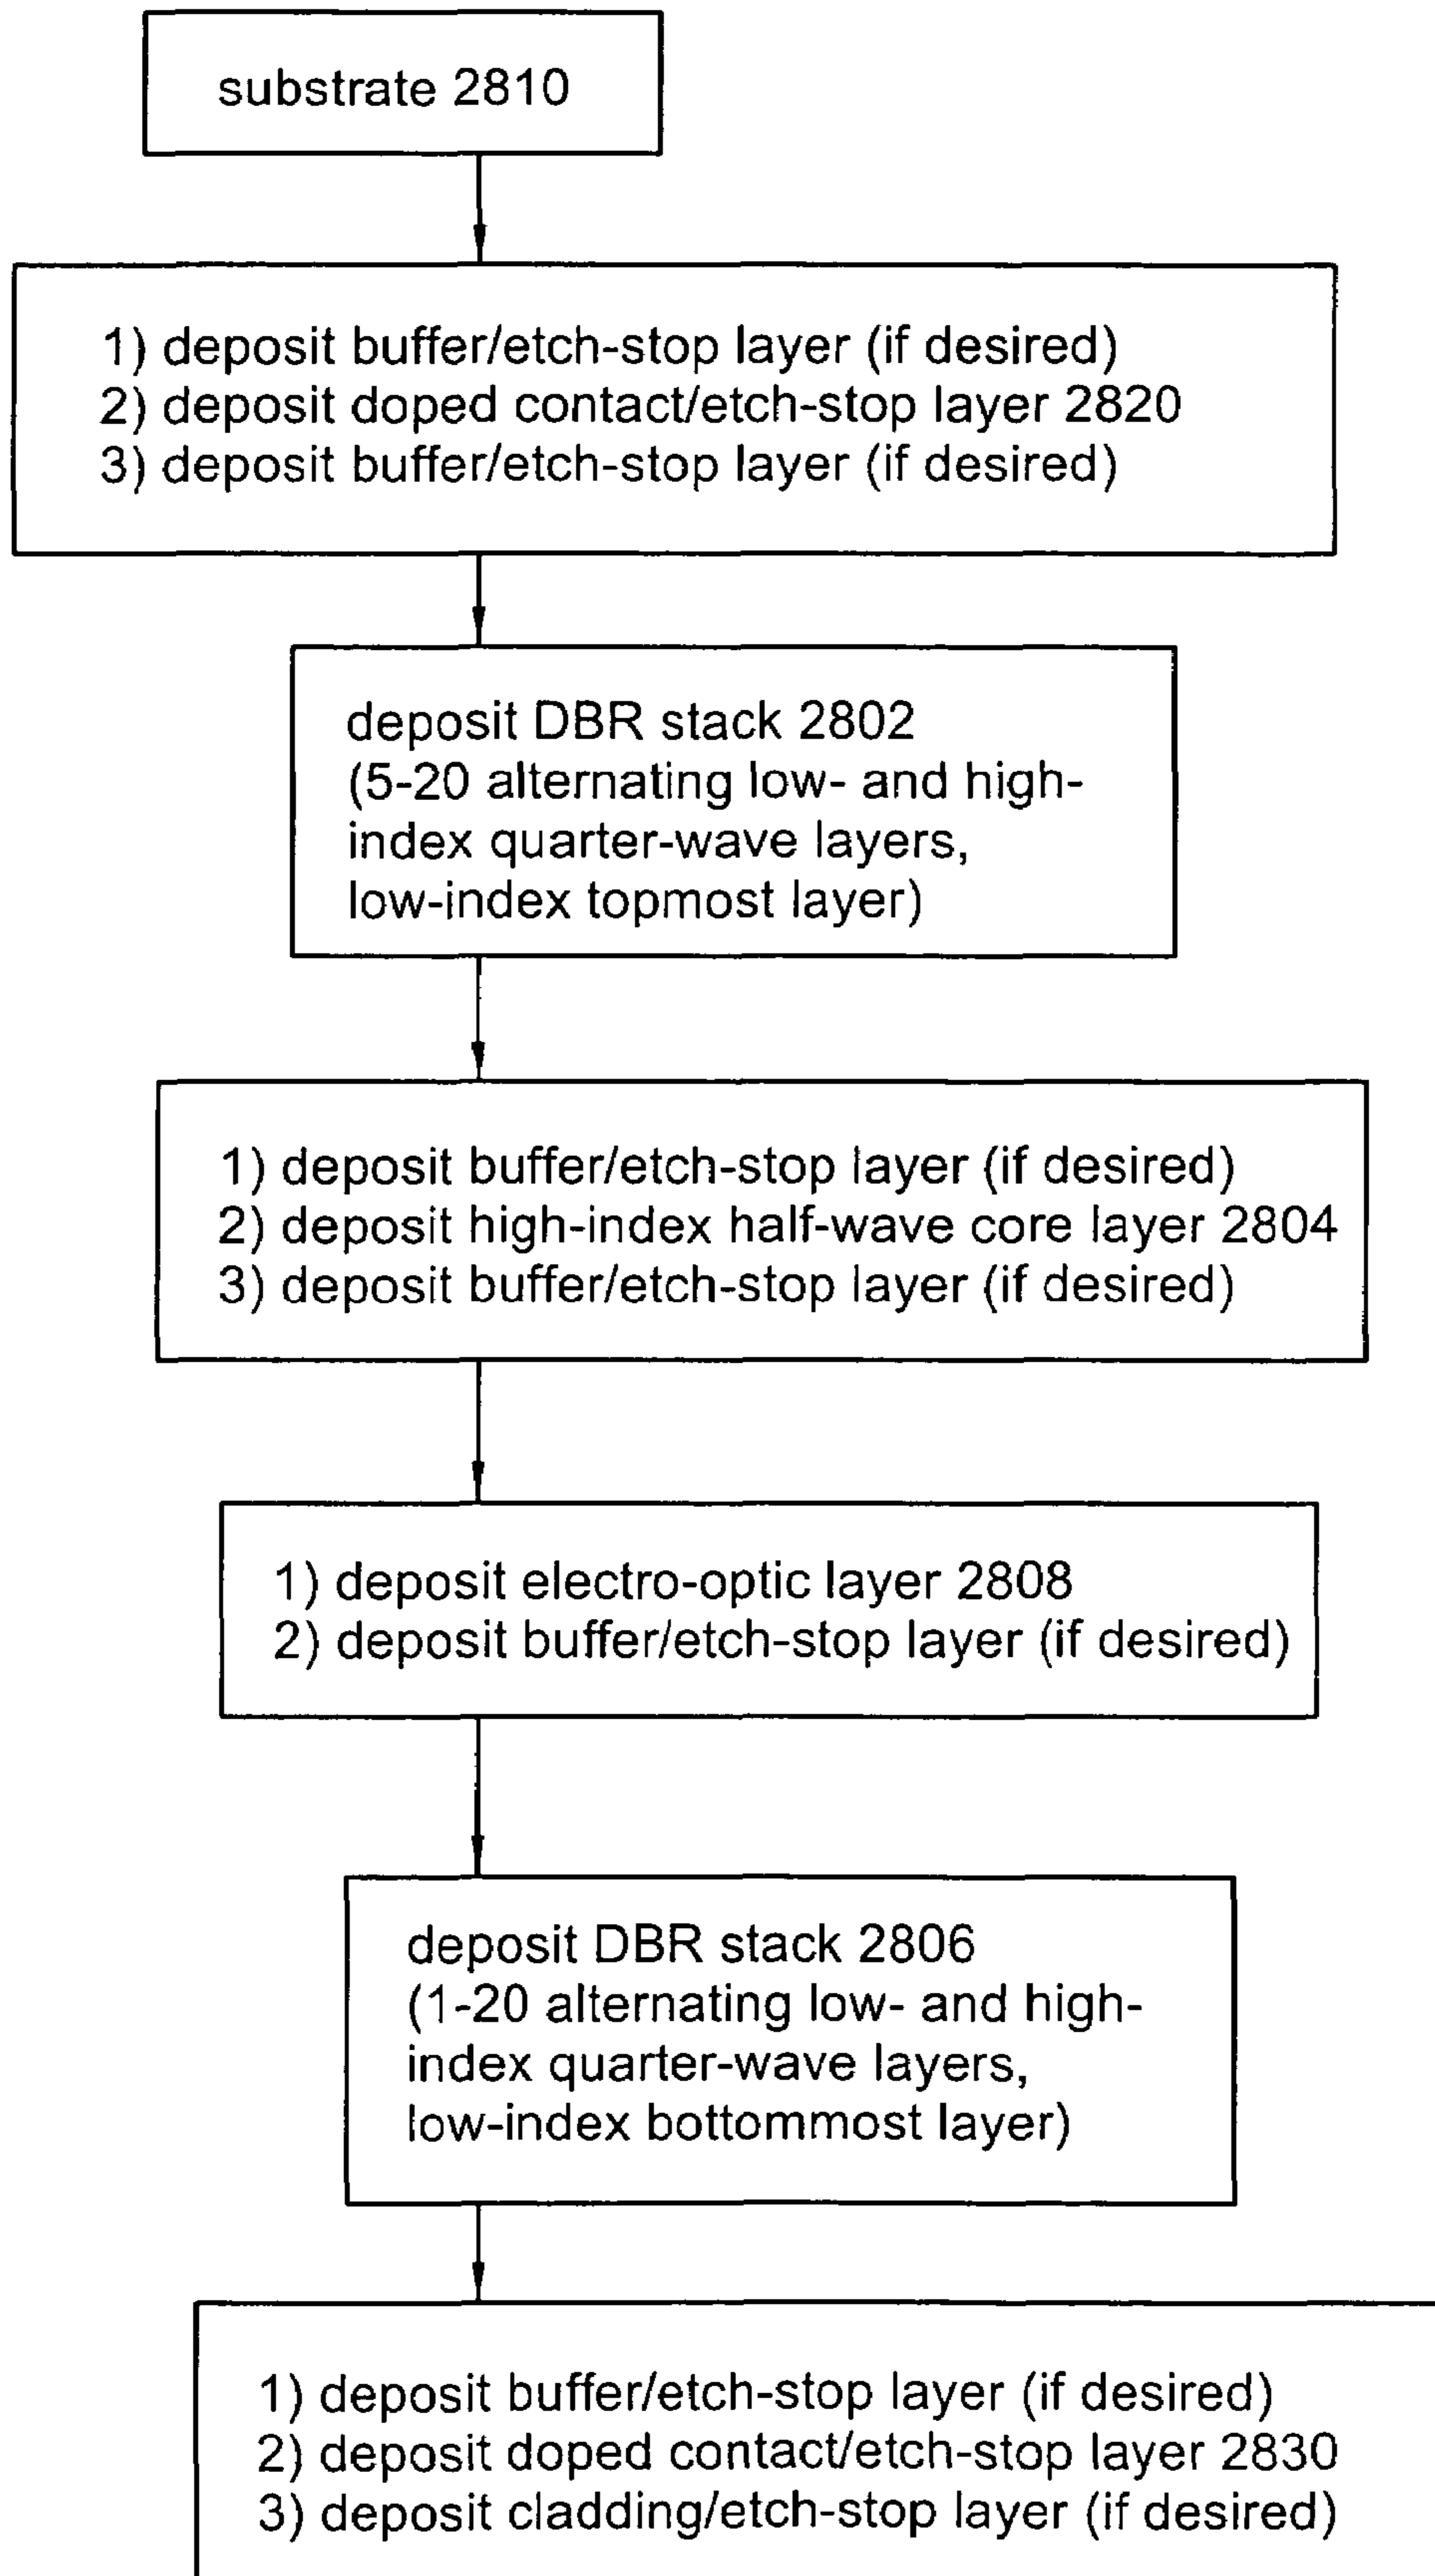 substrate 2810
1) deposit buffer/etch-stop layer (if desired)
2) deposit doped contact/etch-stop layer 2820
3) deposit buffer/etch-stop layer (if desired)
deposit DBR stack 2802
(5-20 alternating low- and high-
index quarter-wave layers,
low-index topmost layer)
1) deposit buffer/etch-stop layer (if desired)
2) deposit high-index half-wave core layer 2804
3) deposit buffer/etch-stop layer (if desired)
1) deposit electro-optic layer 2808
2) deposit buffer/etch-stop layer (if desired)
deposit DBR stack 2806
(1-20 alternating low- and high-
index quarter-wave layers,
low-index bottommost layer)
1) deposit buffer/etch-stop layer (if desired)
2) deposit doped contact/etch-stop layer 2830
3) deposit cladding/etch-stop layer (if desired)